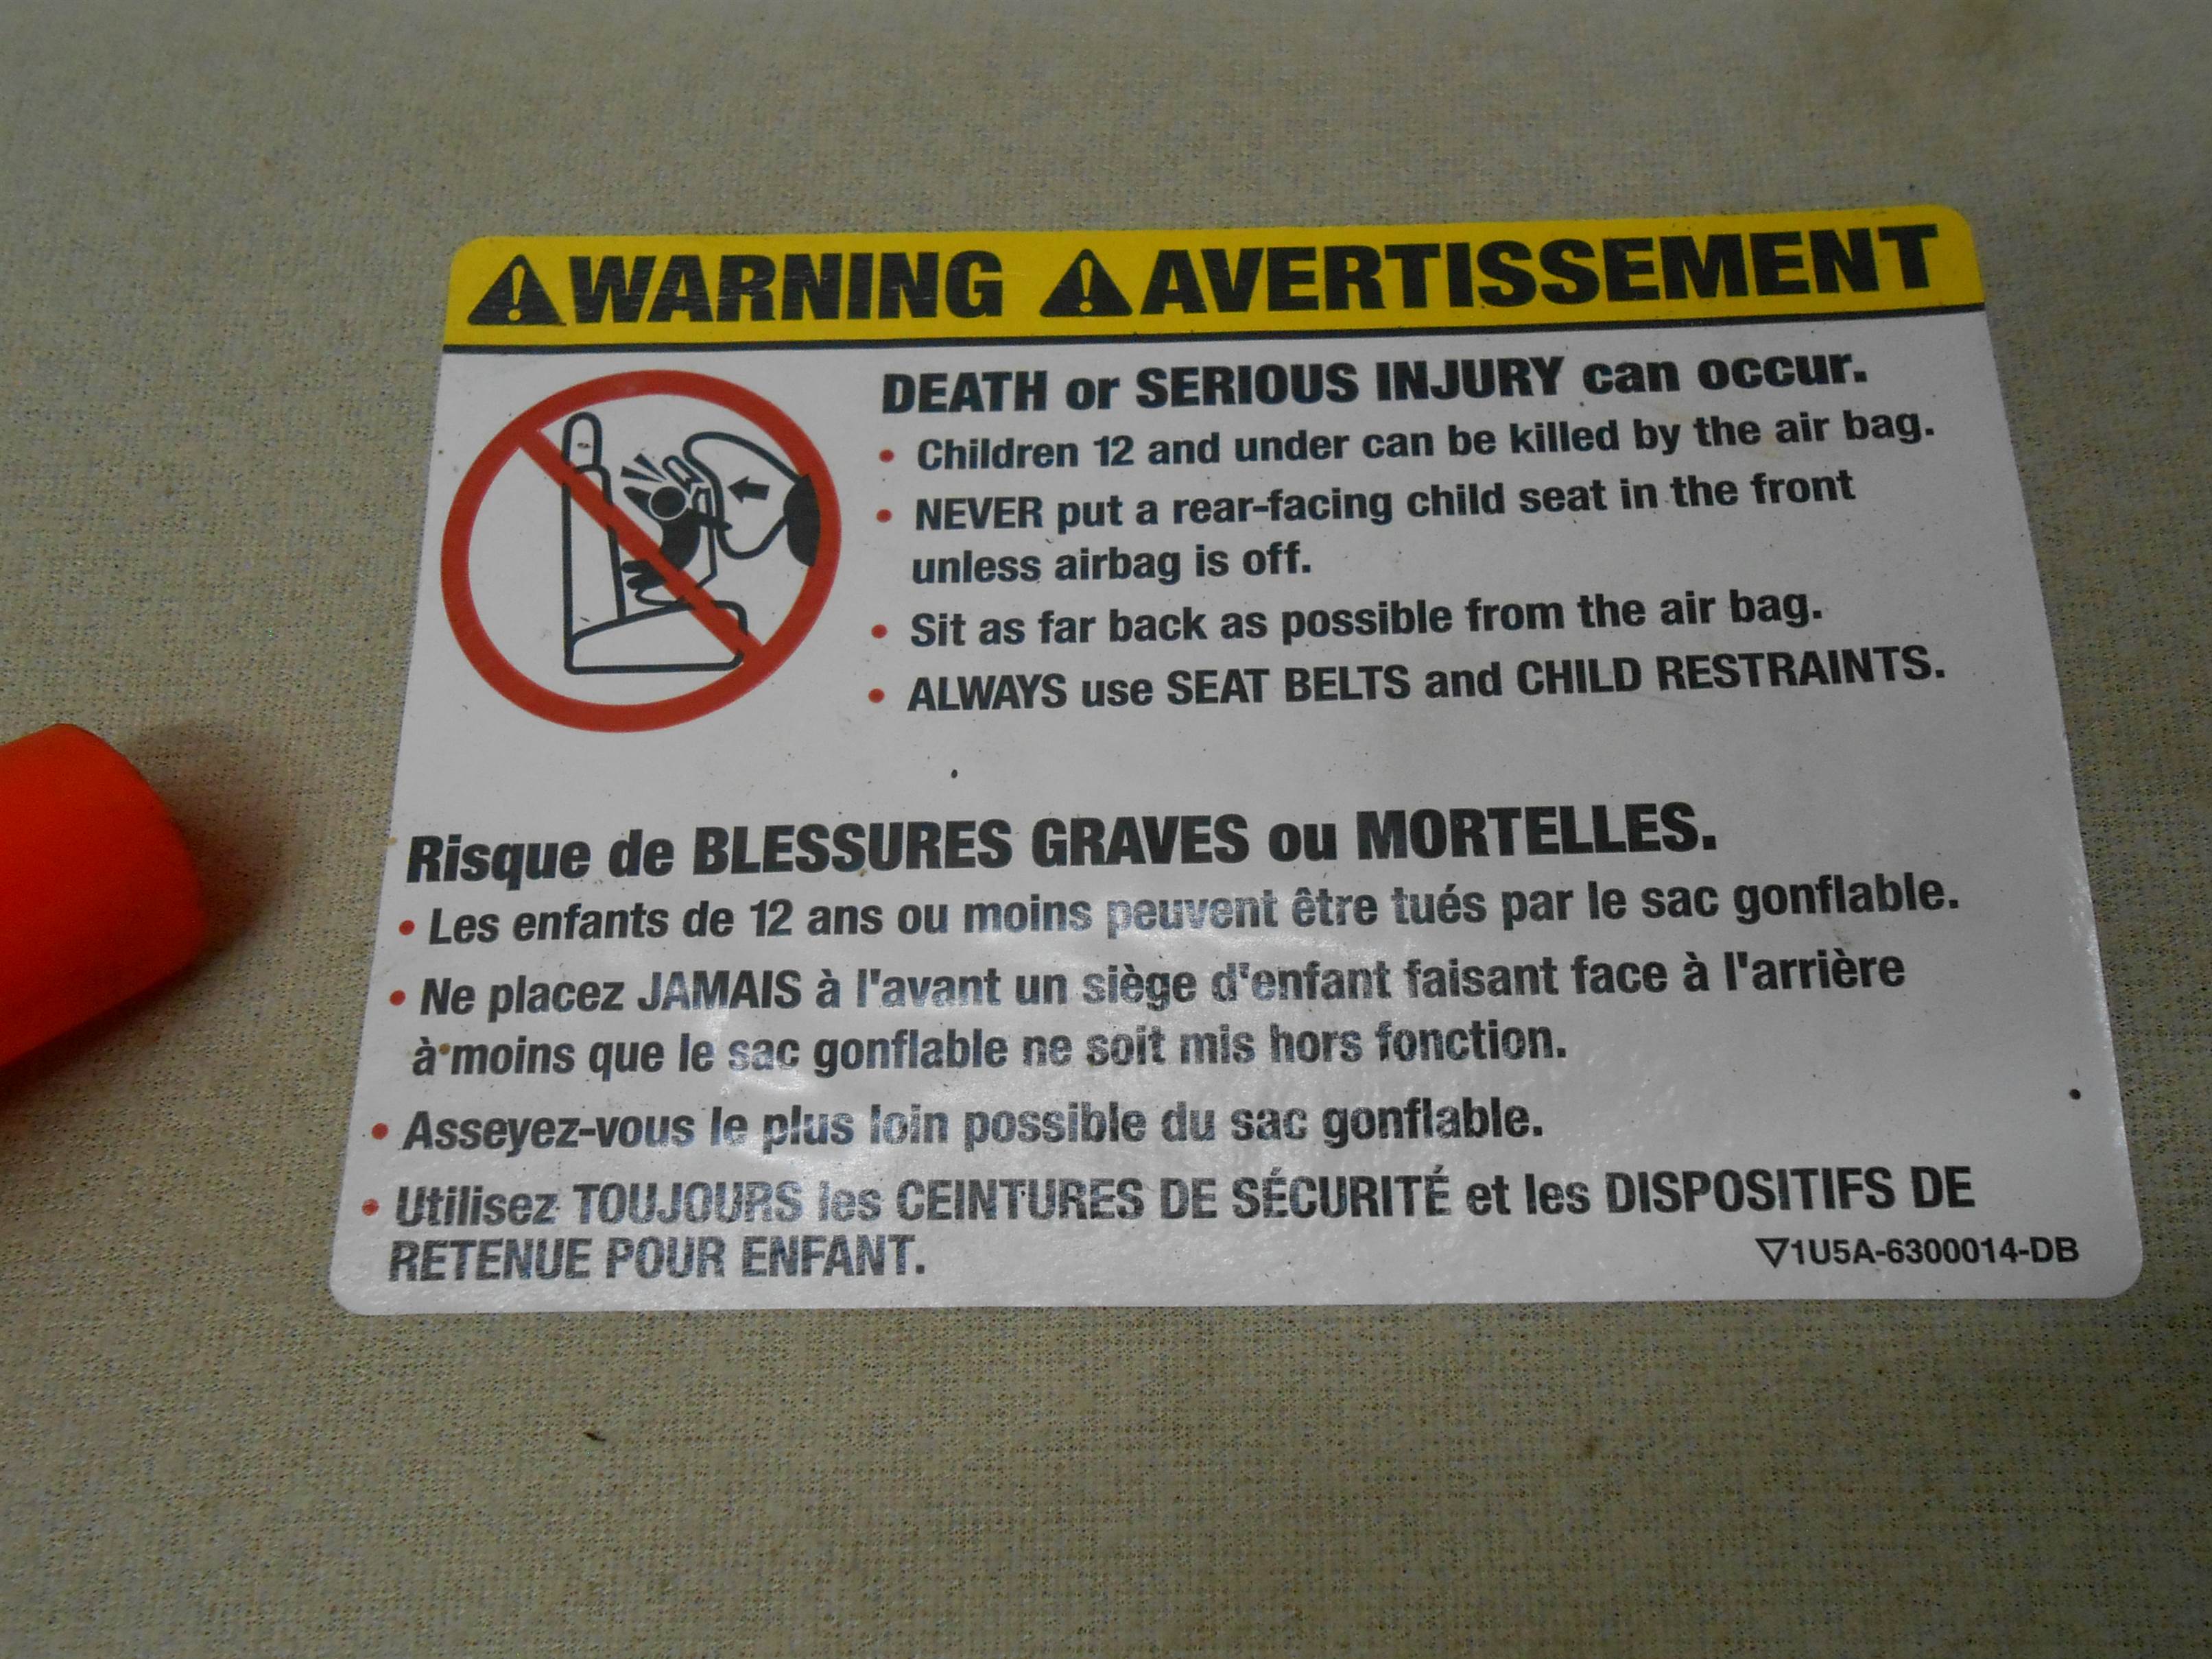 WARNING AVERTISSEMENT
DEATH or SERIOUS INJURY can occur.
• Children 12 and under can be killed by the air bag.
• NEVER put a rear-facing child seat in the front
unless airbag is off.
• Sit as far back as possible from the air bag.
• ALWAYS use SEAT BELTS and CHILD RESTRAINTS.
Risque de BLESSURES GRAVES ou MORTELLES.
• Les enfants de 12 ans ou moins peuvent être tués par le sac gonflable.
• Ne placez JAMAIS à l'avant un siège d'enfant faisant face à l'arrière
à moins que le sac gonflable ne soit mis hors fonction.
• Asseyez-vous le plus loin possible du sac gonflable.
• Utilisez TOUJOURS les CEINTURES DE SÉCURITÉ et les DISPOSITIFS DE
RETENUE POUR ENFANT.
▽1U5A-6300014-DB